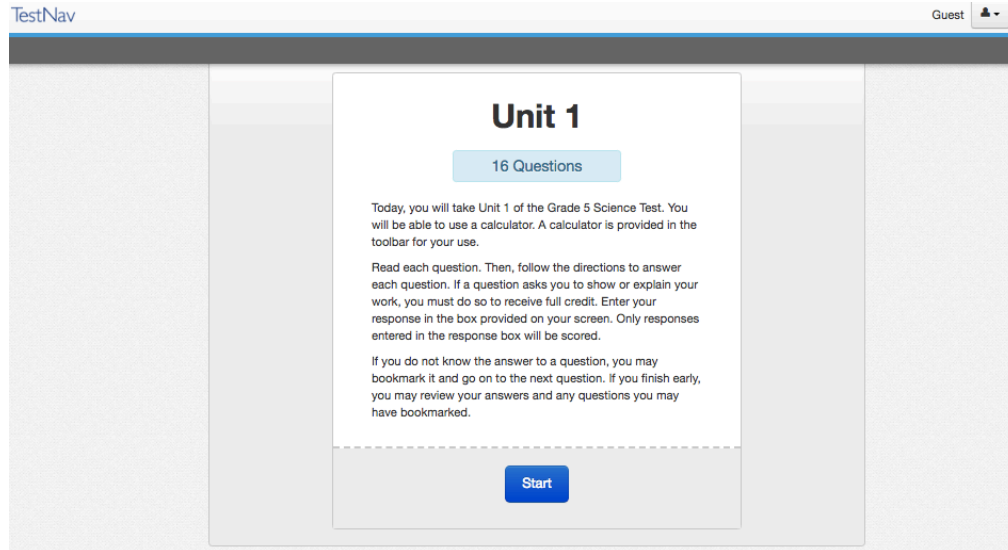 TestNav
Guest
Unit 1
16 Questions
Today, you will take Unit 1 of the Grade 5 Science Test. You
will be able to use a calculator. A calculator is provided in the
toolbar for your use.
Read each question. Then, follow the directions to answer
each question. If a question asks you to show or explain your
work, you must do so to receive full credit. Enter your
response in the box provided on your screen. Only responses
entered in the response box will be scored.
If you do not know the answer to a question, you may
bookmark it and go on to the next question. If you finish early,
you may review your answers and any questions you may
have bookmarked.
Start